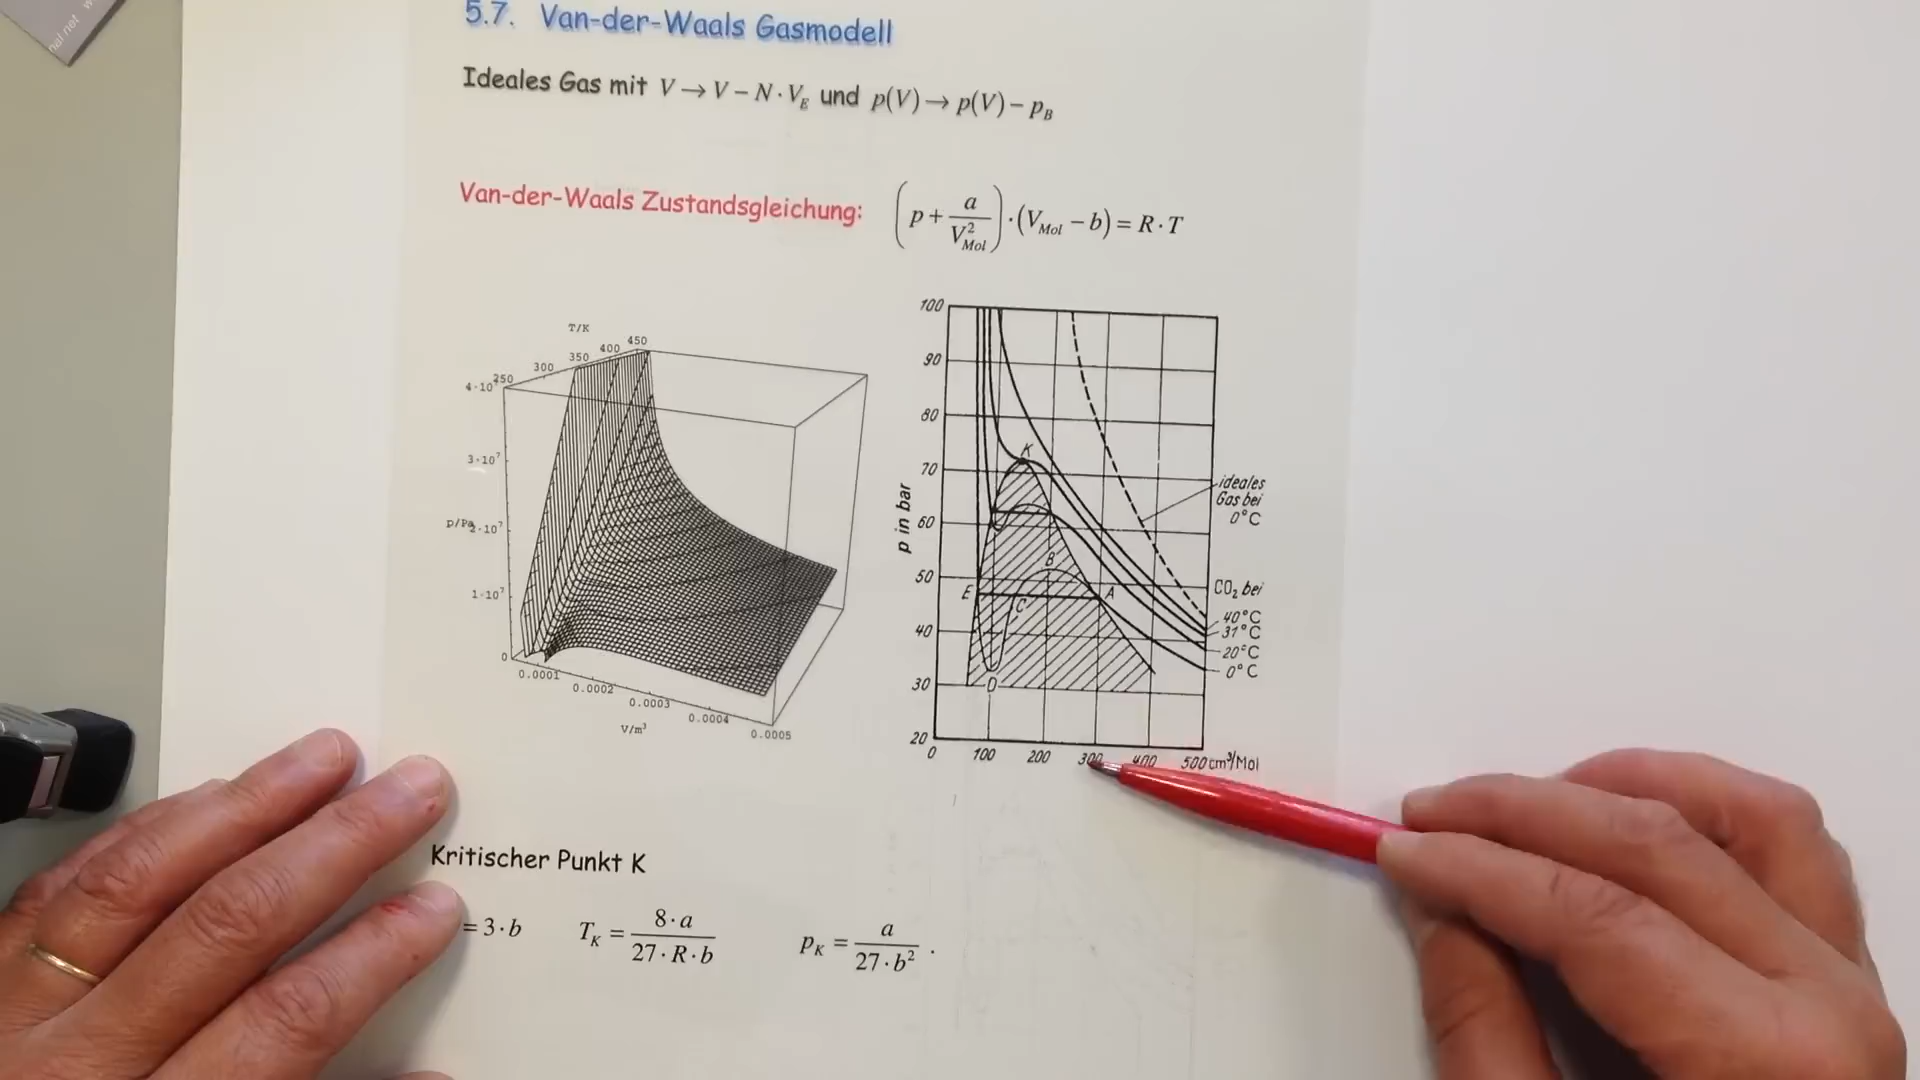 nal not
5.7. Van-der-Waals Gasmodell
Ideales Gas mit V → V − N · V_E und p(V) → p(V) − p_B
Van-der-Waals Zustandsgleichung: (p + a/V²_Mol) · (V_Mol − b) = R · T
T/K
250 300 350 400 450
4·10⁷
3·10⁷
p/Pa 2·10⁷
1·10⁷
0
0.0001 0.0002 0.0003 0.0004 0.0005
V/m³
p in bar
100
90
80
70
60
50
40
30
20
0 100 200 300 400 500 cm³/Mol
K
B
E C A
D
ideales
Gas bei
0°C
CO₂ bei
40°C
31°C
20°C
0°C
Kritischer Punkt K
= 3 · b T_K = 8 · a / 27 · R · b p_K = a / 27 · b² .